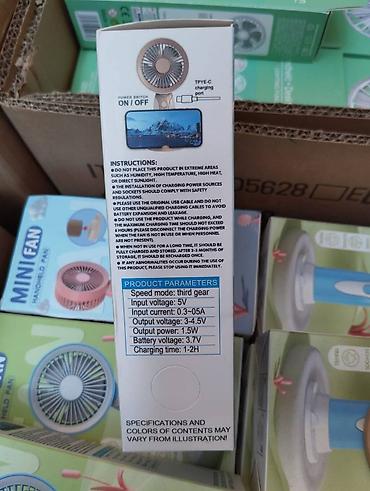 TPYE-C
charging
port
POWER SWITCH
ON / OFF
INSTRUCTIONS:
● DO NOT PLACE THIS PRODUCT IN EXTREME AREAS
SUCH AS HUMIDITY, HIGH TEMPERATURE, HIGH HEAT,
OR DIRECT SUNLIGHT.
● THE INSTALLATION OF CHARGING POWER SOURCES
AND SOCKETS SHOULD COMPLY WITH SAFETY
REGULATIONS.
● PLEASE USE THE ORIGINAL USB CABLE AND DO NOT
USE OTHER UNQUALIFIED CHARGING CABLES TO AVOID
BATTERY EXPANSION AND LEAKAGE.
● DO NOT USE THE PRODUCT WHILE CHARGING, AND
THE MAXIMUM CHARGING TIME SHOULD NOT EXCEED
6 HOURS (PLEASE DISCONNECT THE CHARGING POWER
WHEN THE FAN IS NOT IN USE OR WHEN PERSONNEL
ARE NOT PRESENT).
● WHEN NOT IN USE FOR A LONG TIME, IT SHOULD BE
FULLY CHARGED AND STORED. AFTER 2-3 MONTHS OF
STORAGE, IT SHOULD BE RECHARGED ONCE.
● IF ANY ABNORMALITIES OCCUR DURING THE USE OF
THIS PRODUCT, PLEASE STOP USING IT IMMEDIATELY.
PRODUCT PARAMETERS
Speed mode: third gear
Input voltage: 5V
Input current: 0.3~05A
Output voltage: 3-4.5V
Output power: 1.5W
Battery voltage: 3.7V
Charging time: 1-2H
SPECIFICATIONS AND
COLORS OF CONTENTS MAY
VARY FROM ILLUSTRATION!
MINI FAN
HANDHELD FAN
05628